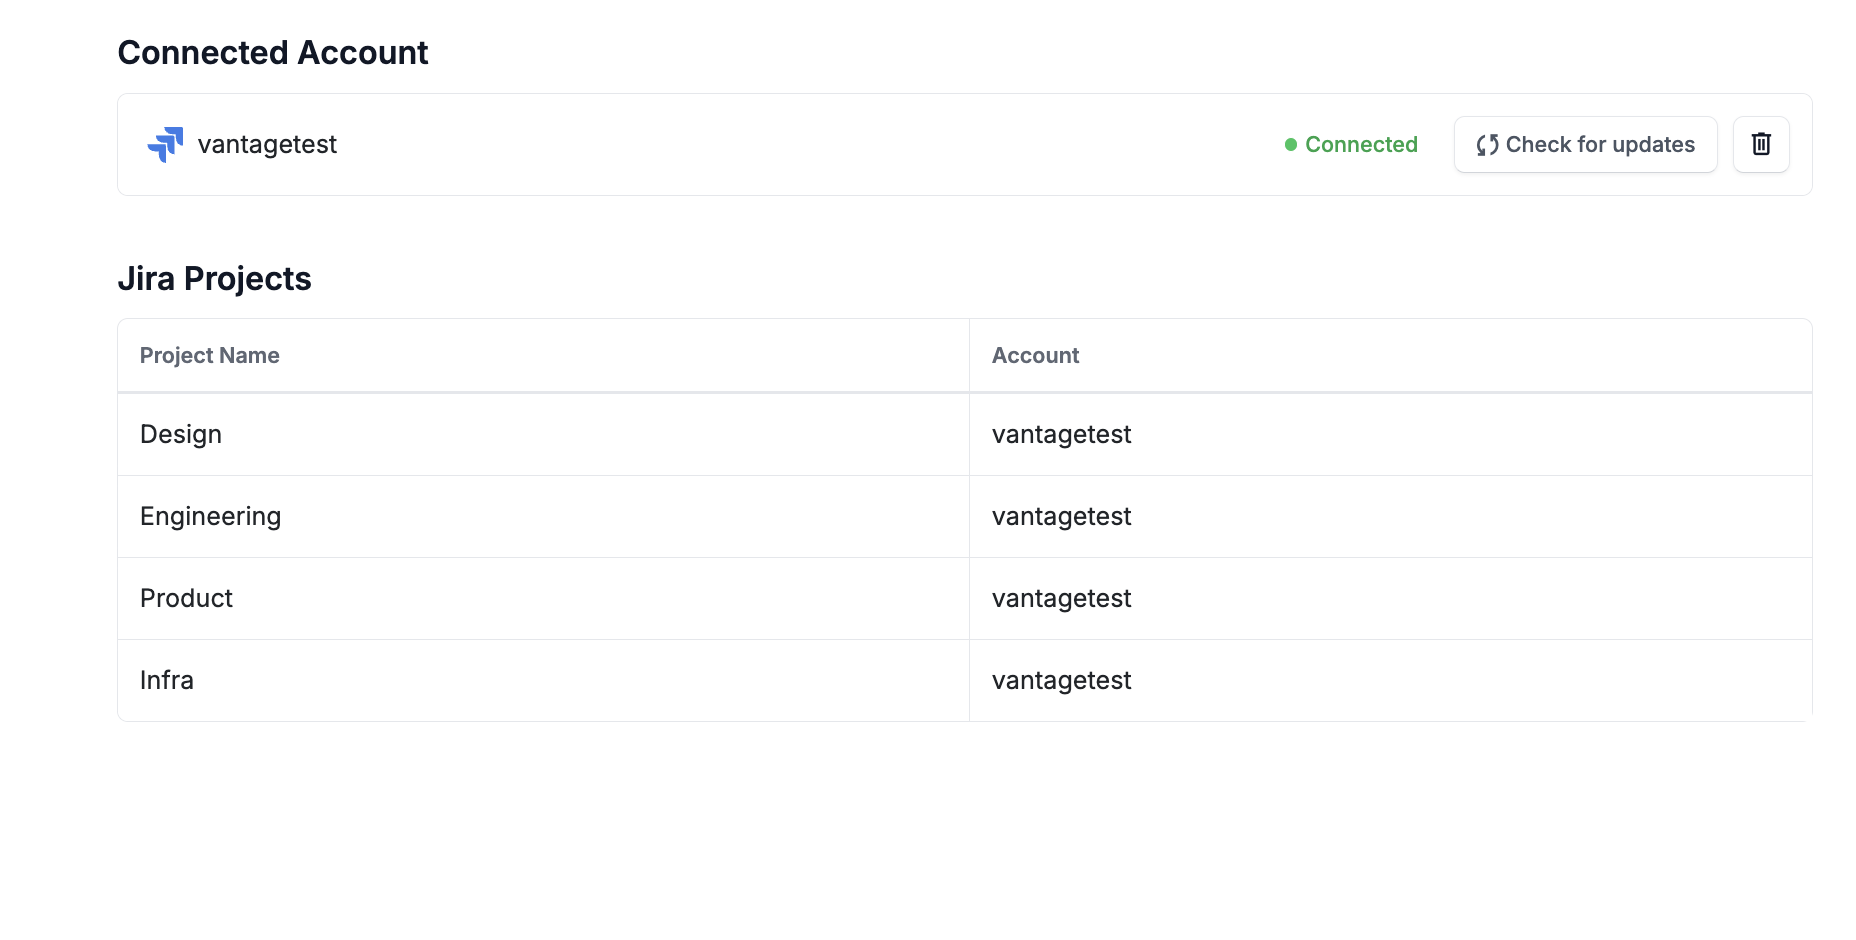 Connected Account
vantagetest
Connected
Check for updates
Jira Projects
Project Name Account
Design vantagetest
Engineering vantagetest
Product vantagetest
Infra vantagetest